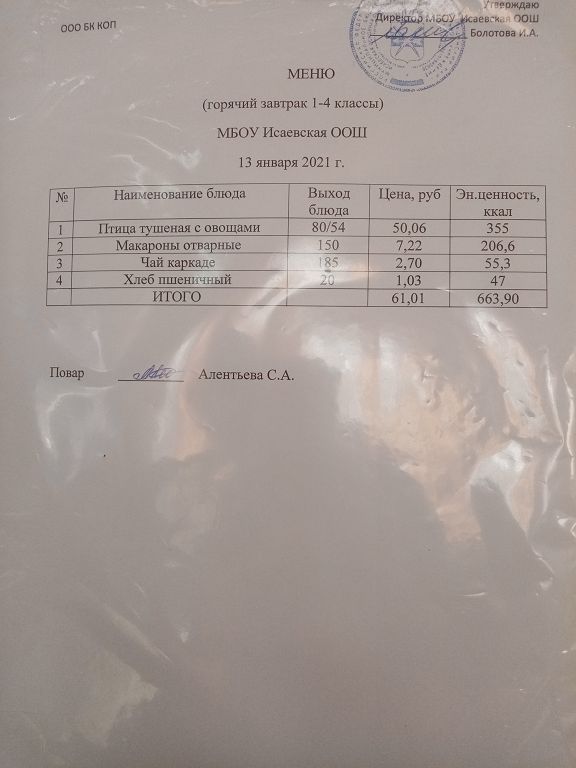 Утверждаю
ООО БК КОП
Директор МБОУ Исаевская ООШ
Болотова И.А.
МЕНЮ
(горячий завтрак 1-4 классы)
МБОУ Исаевская ООШ
13 января 2021 г.
№ Наименование блюда Выход блюда Цена, руб Эн.ценность, ккал
1 Птица тушеная с овощами 80/54 50,06 355
2 Макароны отварные 150 7,22 206,6
3 Чай каркаде 185 2,70 55,3
4 Хлеб пшеничный 20 1,03 47
ИТОГО 61,01 663,90
Повар Алентьева С.А.